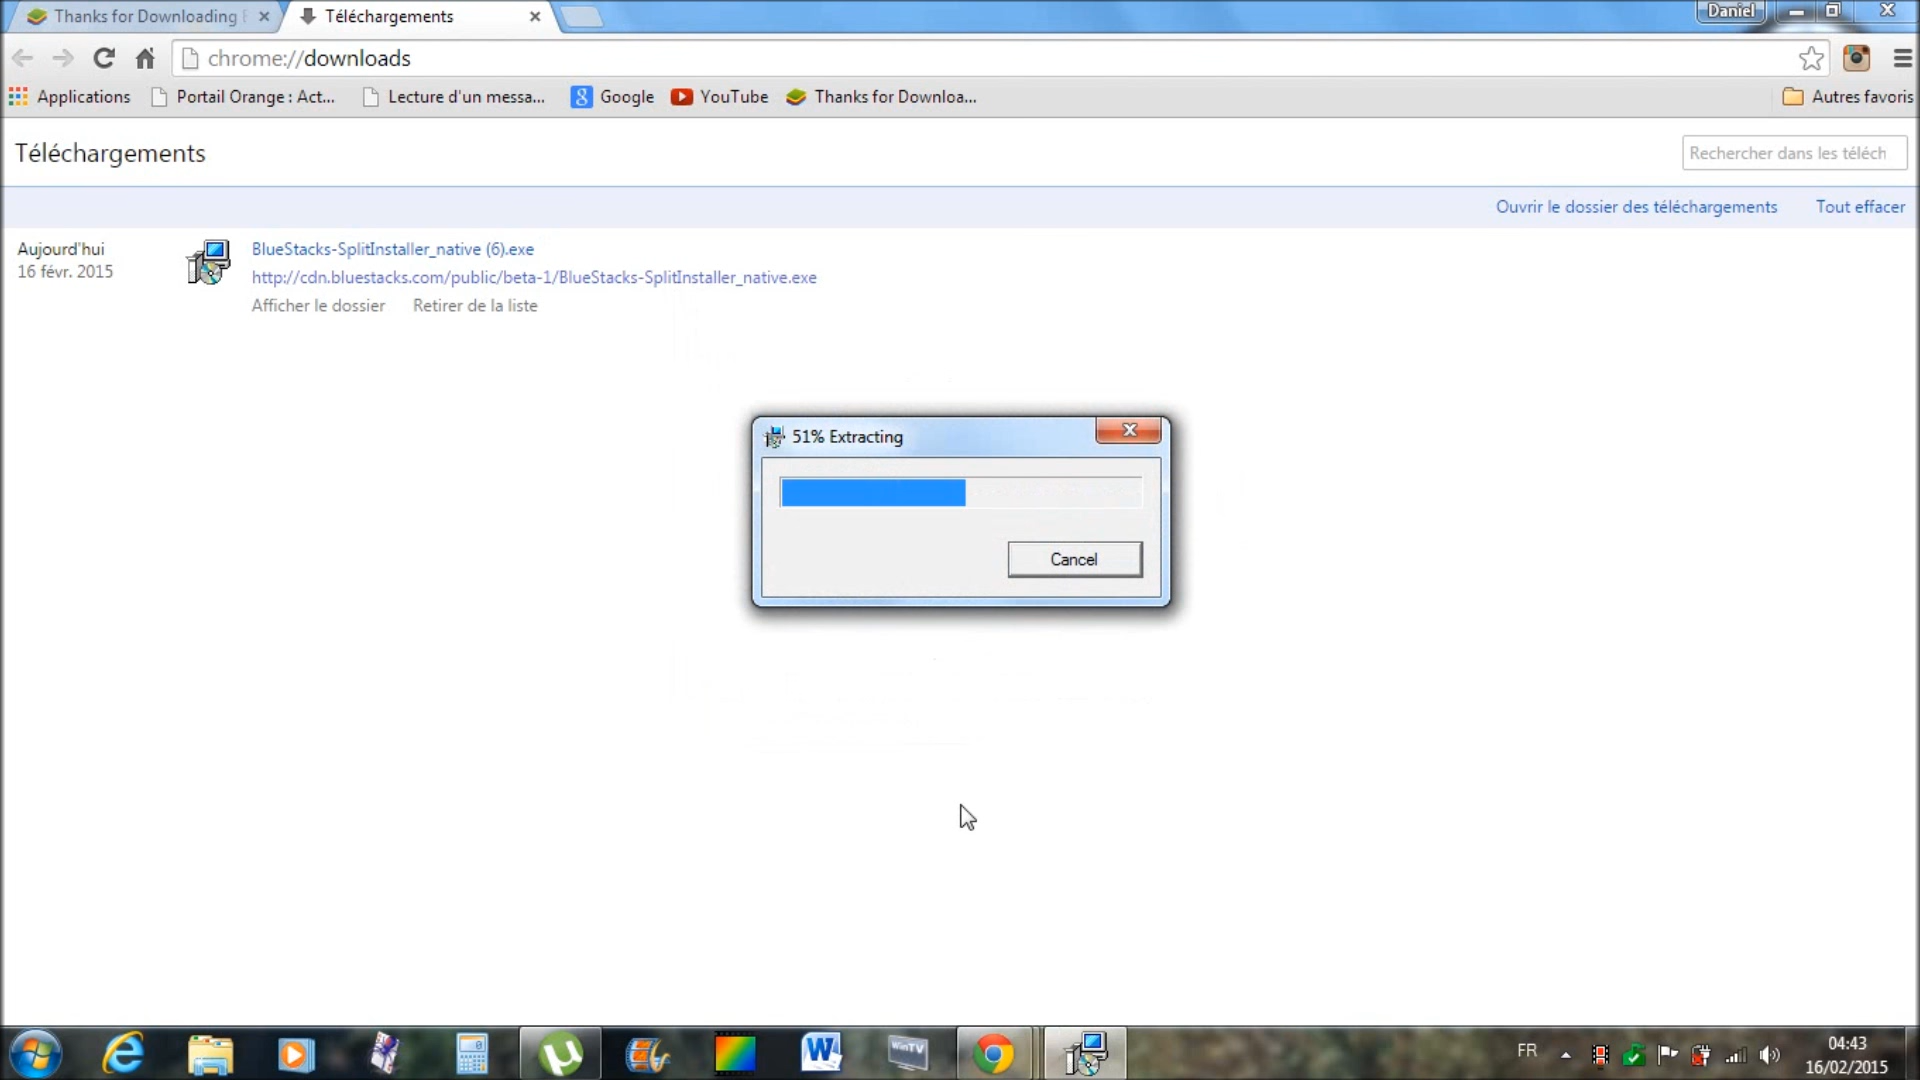 Thanks for Downloading
Téléchargements
Daniel
chrome://downloads
Applications
Portail Orange : Act...
Lecture d'un messa...
Google
YouTube
Thanks for Downloa...
Autres favoris
Téléchargements
Rechercher dans les téléch
Ouvrir le dossier des téléchargements
Tout effacer
Aujourd'hui
16 févr. 2015
BlueStacks-SplitInstaller_native (6).exe
http://cdn.bluestacks.com/public/beta-1/BlueStacks-SplitInstaller_native.exe
Afficher le dossier
Retirer de la liste
51% Extracting
Cancel
WinTV
FR
04:43
16/02/2015